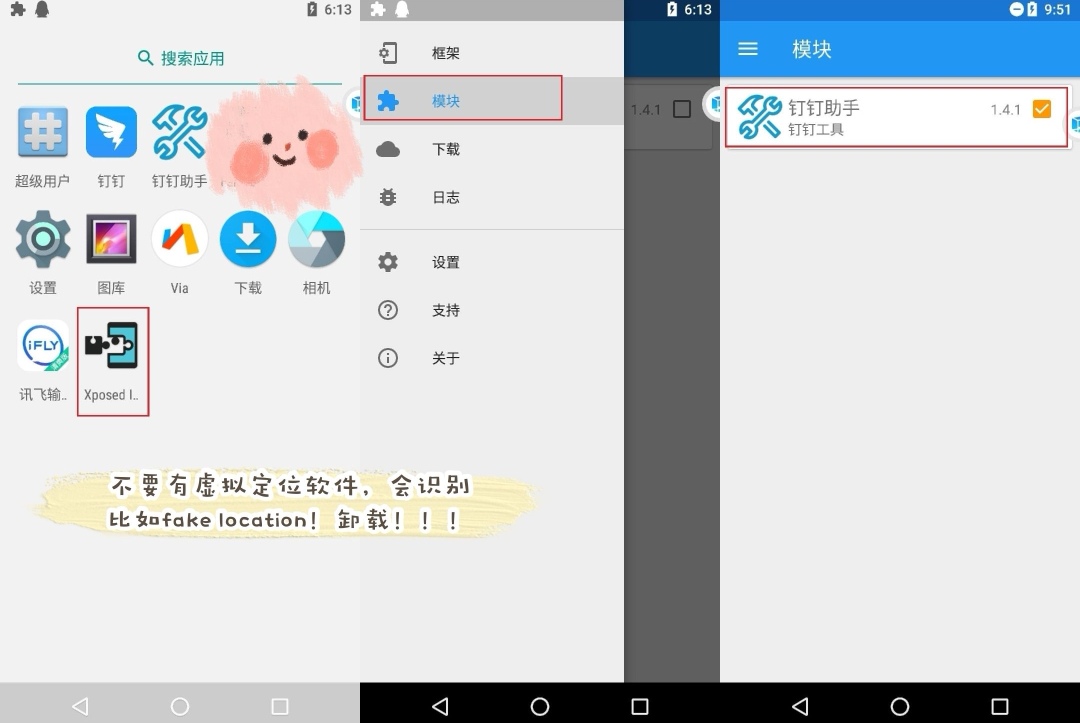 6:13
搜索应用
超级用户
钉钉
钉钉助手
设置
图库
Via
下载
相机
iFLY
讯飞输..
Xposed I..
6:13
框架
模块
下载
日志
设置
支持
关于
1.4.1
9:51
模块
钉钉助手
1.4.1
钉钉工具
不要有虚拟定位软件，会识别
比如fake location！卸载！！！